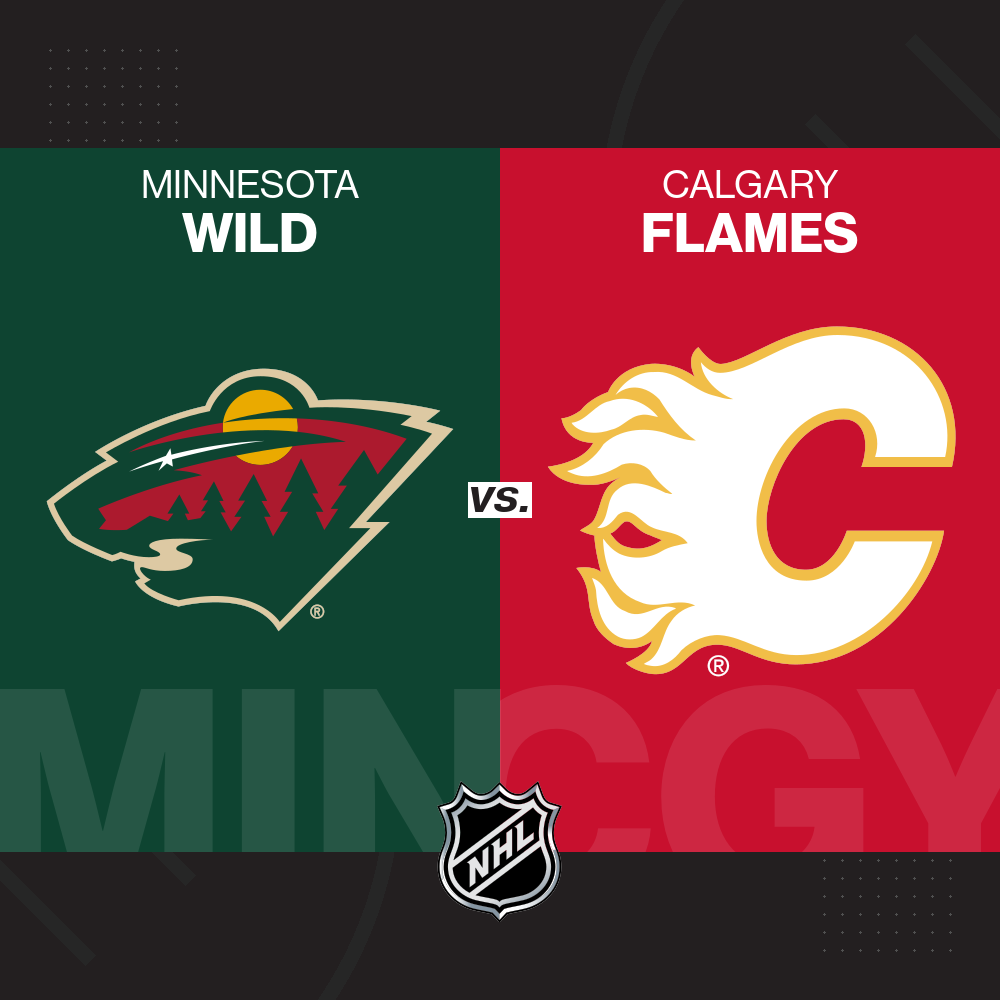 MINNESOTA
WILD
CALGARY
FLAMES
vs.
®
®
MIN
CGY
NHL